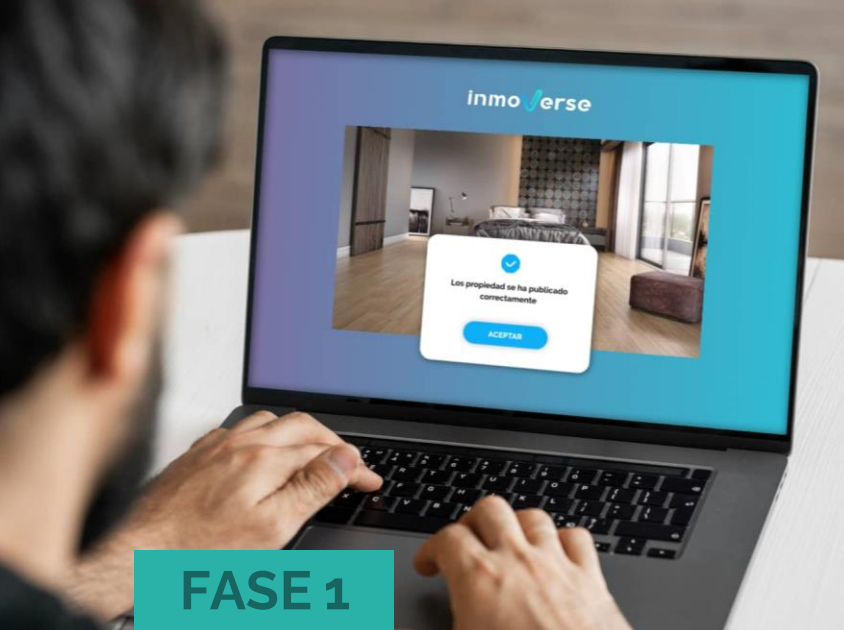 inmoVerse
Los propiedad se ha publicado
correctamente
ACEPTAR
FASE 1